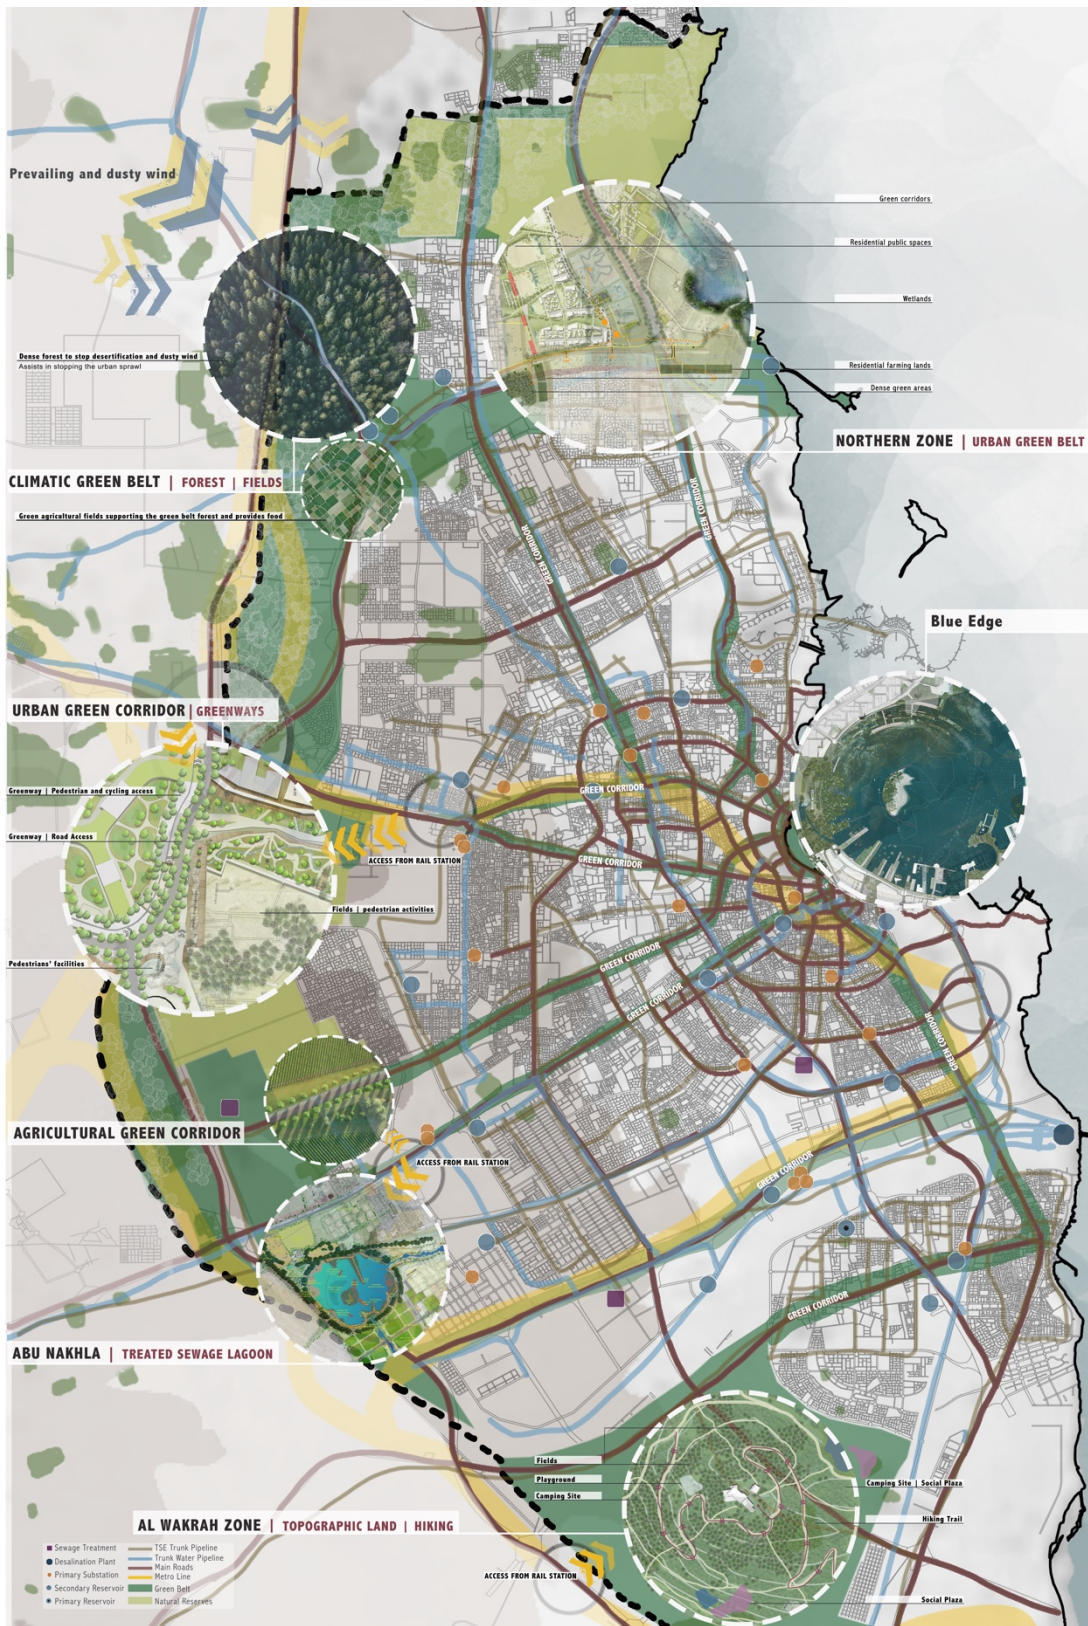 Prevailing and dusty wind
Green corridors
Residential public spaces
Wetlands
Dense forest to stop desertification and dusty wind
Assists in stopping the urban sprawl
Residential farming lands
Dense green areas
NORTHERN ZONE | URBAN GREEN BELT
CLIMATIC GREEN BELT | FOREST | FIELDS
Green agricultural fields supporting the green belt forest and provides food
GREEN CORRIDOR
GREEN CORRIDOR
Blue Edge
URBAN GREEN CORRIDOR | GREENWAYS
Greenway | Pedestrian and cycling access
GREEN CORRIDOR
Greenway | Road Access
ACCESS FROM RAIL STATION
GREEN CORRIDOR
Fields | pedestrian activities
Pedestrians' facilities
GREEN CORRIDOR
GREEN CORRIDOR
GREEN CORRIDOR
AGRICULTURAL GREEN CORRIDOR
ACCESS FROM RAIL STATION
GREEN CORRIDOR
GREEN CORRIDOR
ABU NAKHLA | TREATED SEWAGE LAGOON
Fields
Playground
Camping Site
Camping Site | Social Plaza
Hiking Trail
AL WAKRAH ZONE | TOPOGRAPHIC LAND | HIKING
Sewage Treatment
Desalination Plant
Primary Substation
Secondary Reservoir
Primary Reservoir
TSE Trunk Pipeline
Trunk Water Pipeline
Main Roads
Metro Line
Green Belt
Natural Reserves
ACCESS FROM RAIL STATION
Social Plaza